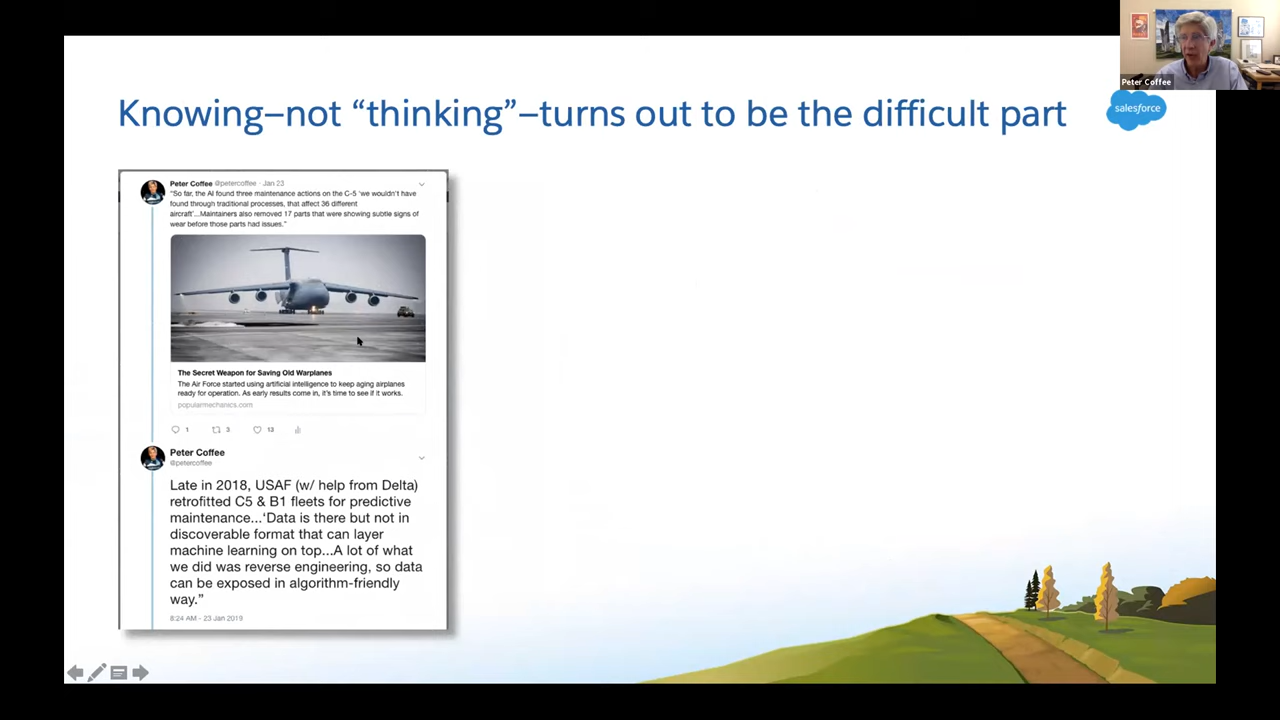 Peter Coffee
Knowing–not “thinking”–turns out to be the difficult part
salesforce
Peter Coffee @petercoffee · Jan 23
“So far, the AI found three maintenance actions on the C-5 ‘we wouldn’t have
found through traditional processes, that affect 36 different
aircraft’...Maintainers also removed 17 parts that were showing subtle signs of
wear before those parts had issues.”
The Secret Weapon for Saving Old Warplanes
The Air Force started using artificial intelligence to keep aging airplanes
ready for operation. As early results come in, it’s time to see if it works.
popularmechanics.com
1 3 13
Peter Coffee
@petercoffee
Late in 2018, USAF (w/ help from Delta)
retrofitted C5 & B1 fleets for predictive
maintenance...‘Data is there but not in
discoverable format that can layer
machine learning on top...A lot of what
we did was reverse engineering, so data
can be exposed in algorithm-friendly
way.”
8:24 AM - 23 Jan 2019